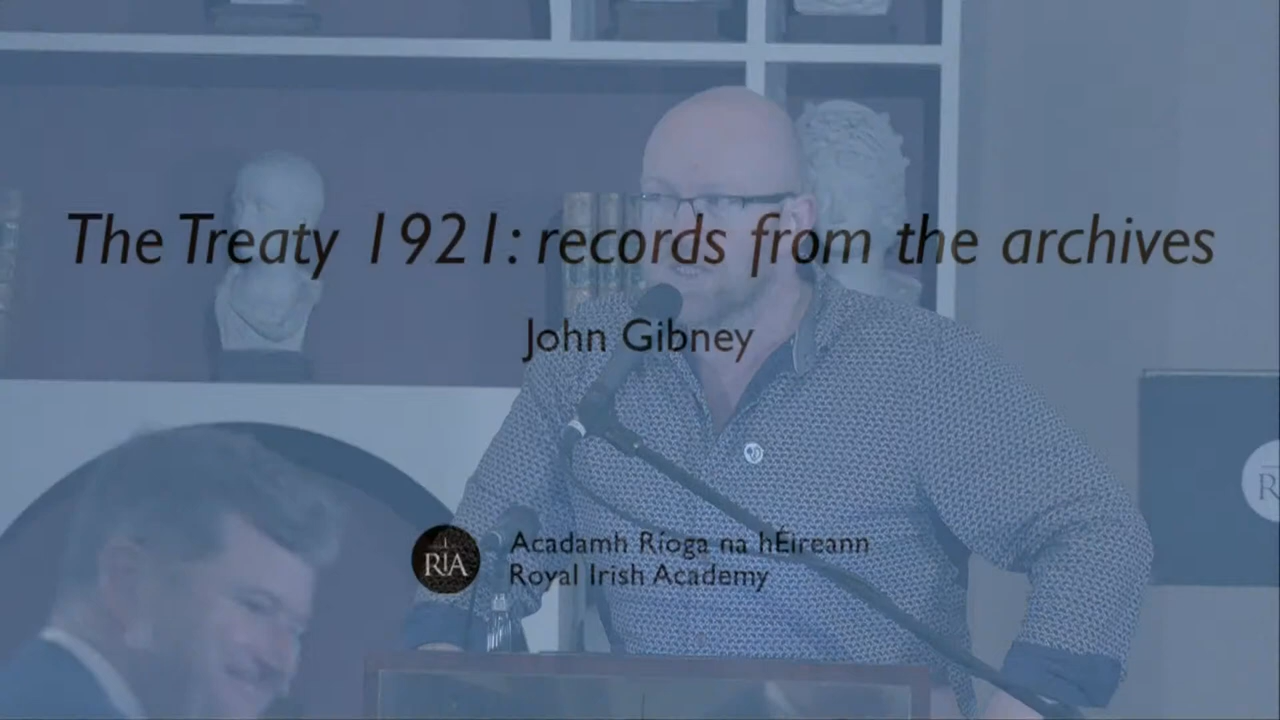 The Treaty 1921: records from the archives
John Gibney
RIA
Acadamh Ríoga na hÉireann
Royal Irish Academy
R